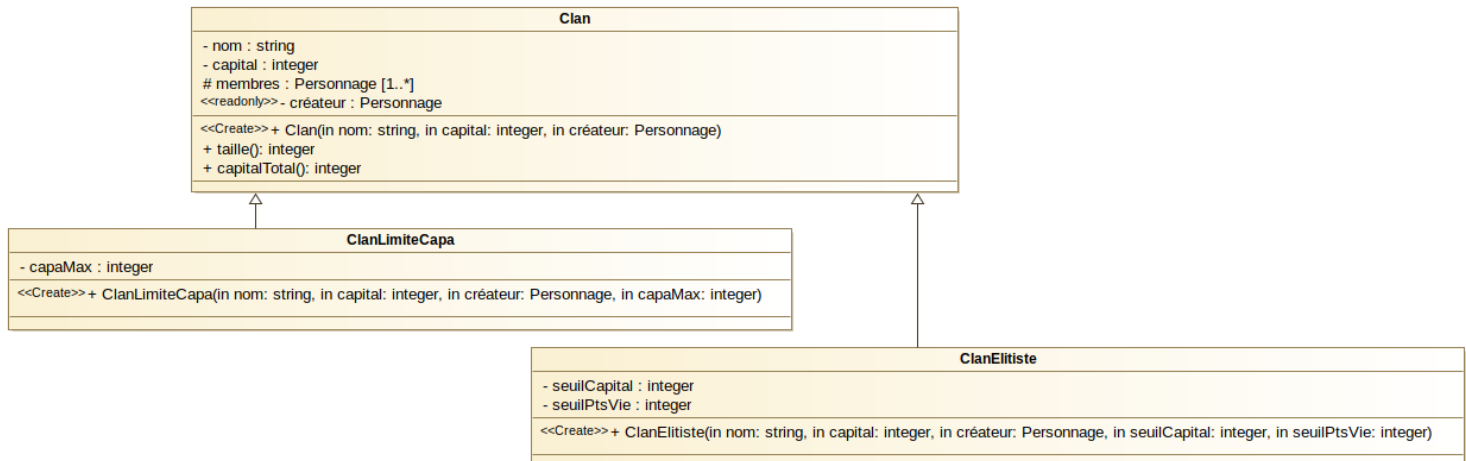 Clan
- nom : string
- capital : integer
# membres : Personnage [1..*]
<<readonly>> - créateur : Personnage
<<Create>> + Clan(in nom: string, in capital: integer, in créateur: Personnage)
+ taille(): integer
+ capitalTotal(): integer
ClanLimiteCapa
- capaMax : integer
<<Create>> + ClanLimiteCapa(in nom: string, in capital: integer, in créateur: Personnage, in capaMax: integer)
ClanElitiste
- seuilCapital : integer
- seuilPtsVie : integer
<<Create>> + ClanElitiste(in nom: string, in capital: integer, in créateur: Personnage, in seuilCapital: integer, in seuilPtsVie: integer)